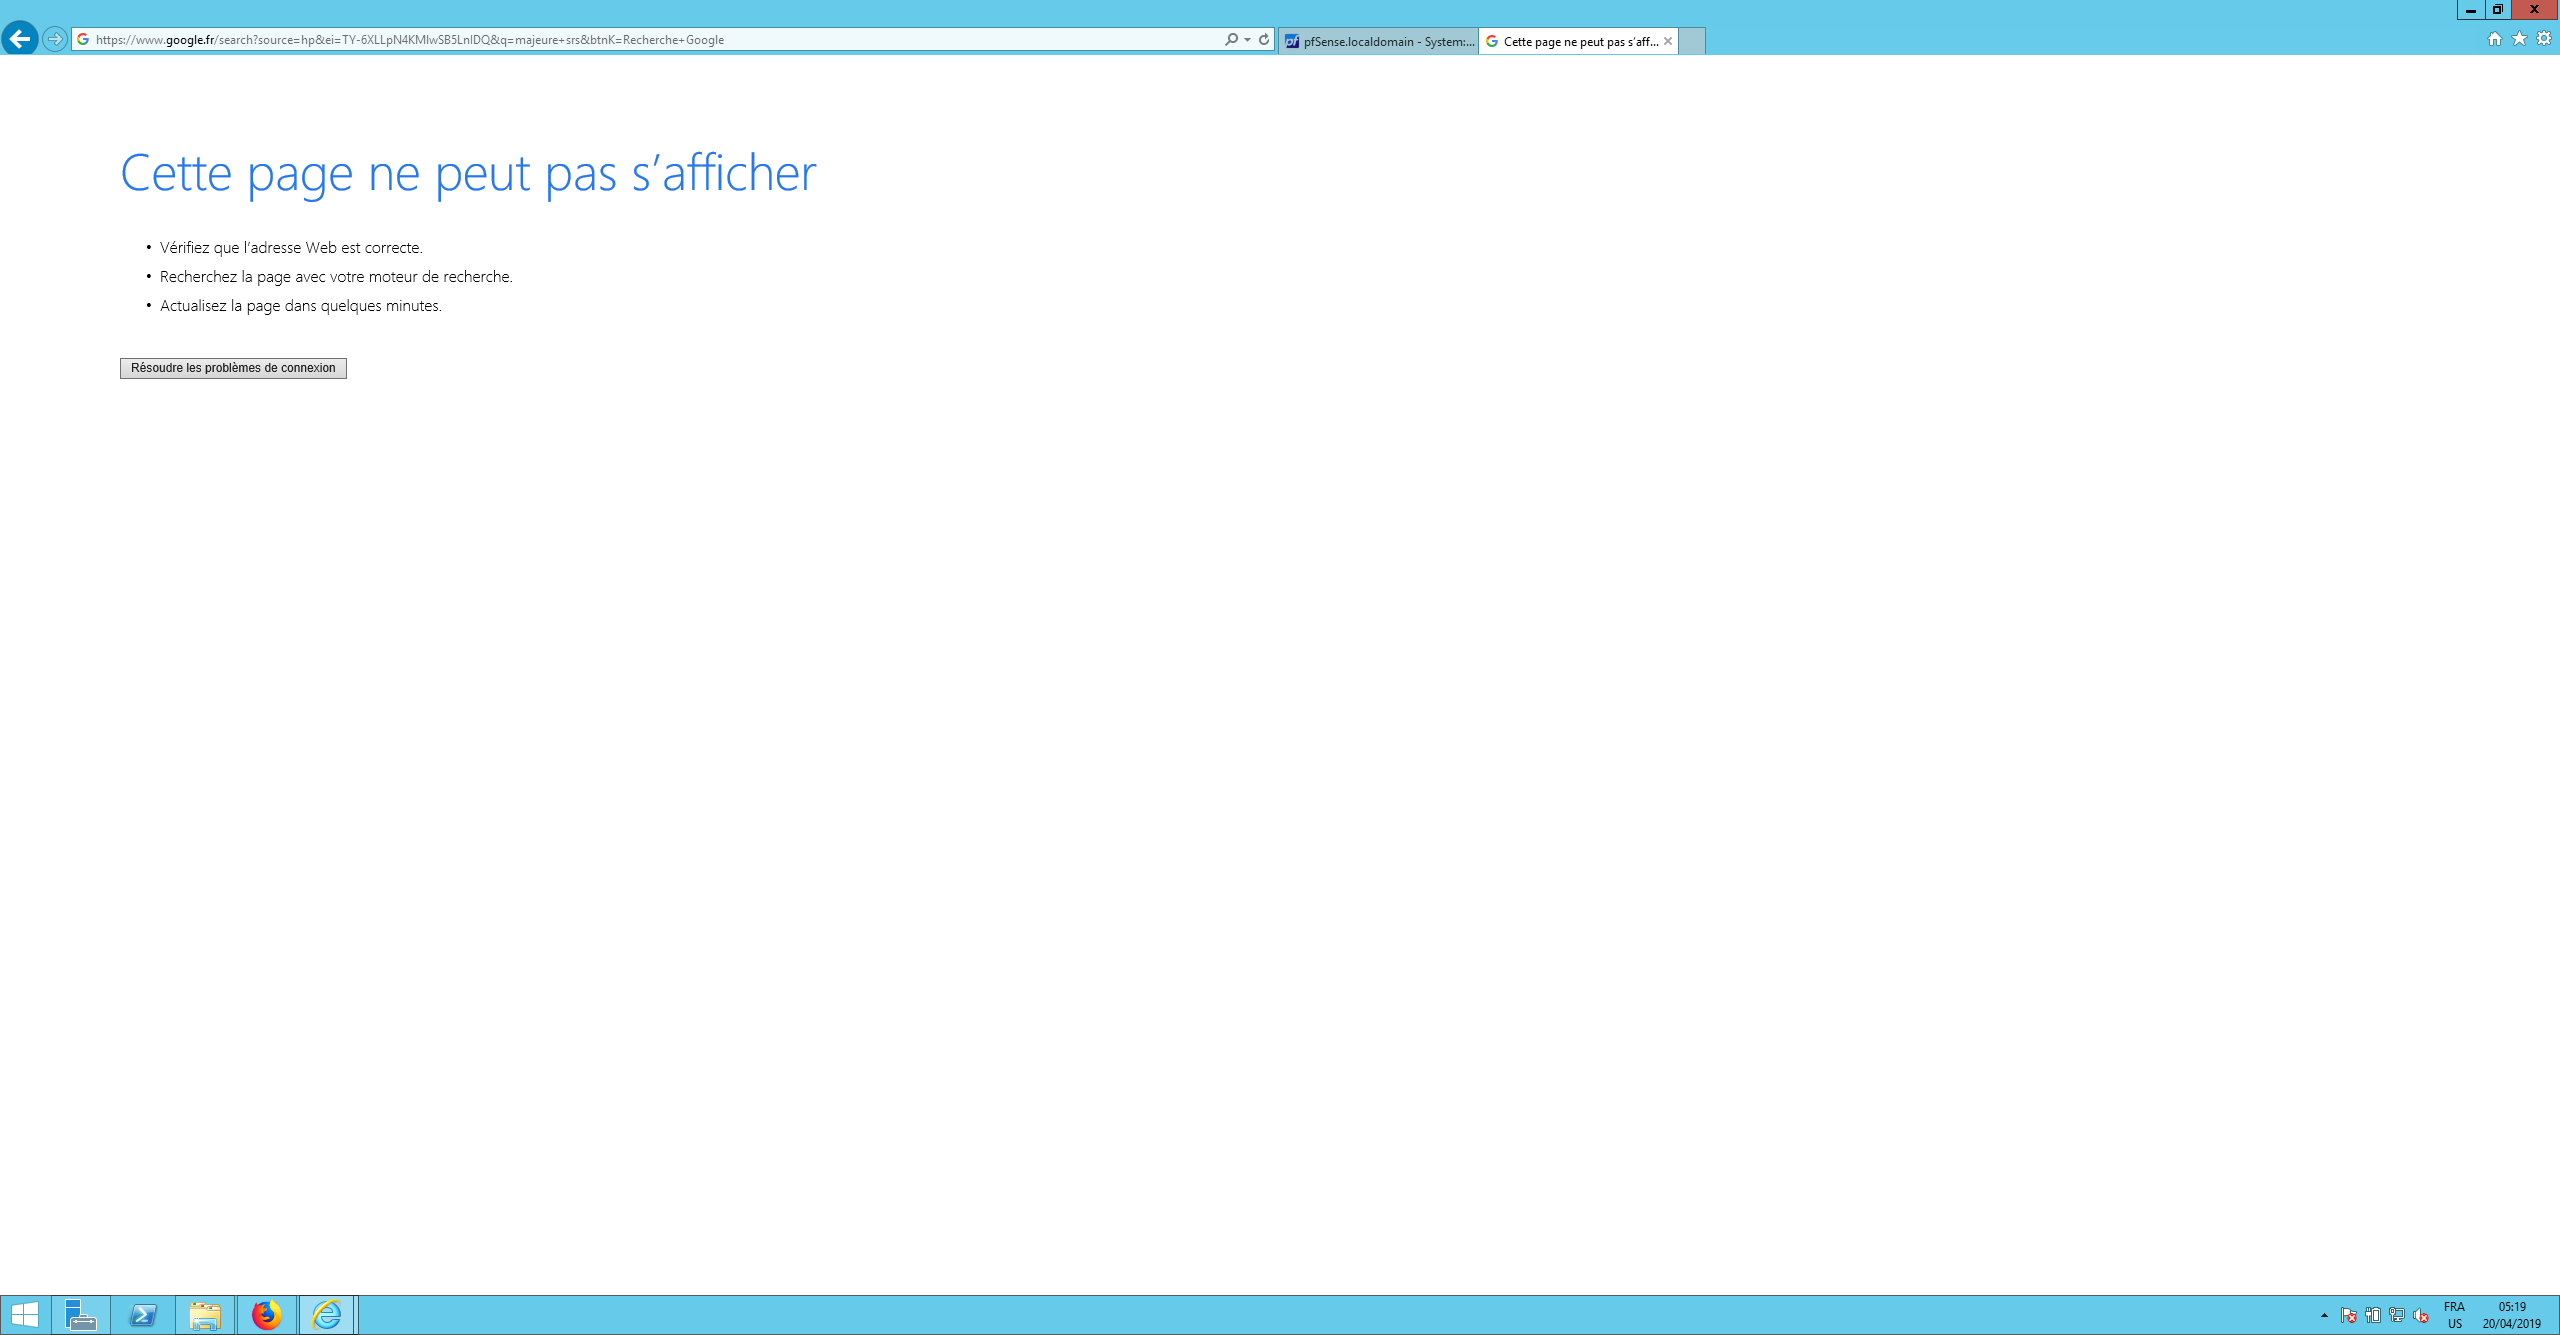 https://www.google.fr/search?source=hp&ei=TY-6XLLpN4KMlwSB5LnIDQ&q=majeure+srs&btnK=Recherche+Google
pfSense.localdomain - System:...
Cette page ne peut pas s'aff...
Cette page ne peut pas s'afficher
• Vérifiez que l'adresse Web est correcte.
• Recherchez la page avec votre moteur de recherche.
• Actualisez la page dans quelques minutes.
Résoudre les problèmes de connexion
FRA
US
05:19
20/04/2019